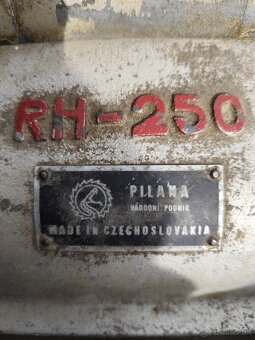 RH-250
PILANA
NÁRODNÍ PODNIK
MADE IN CZECHOSLOVAKIA